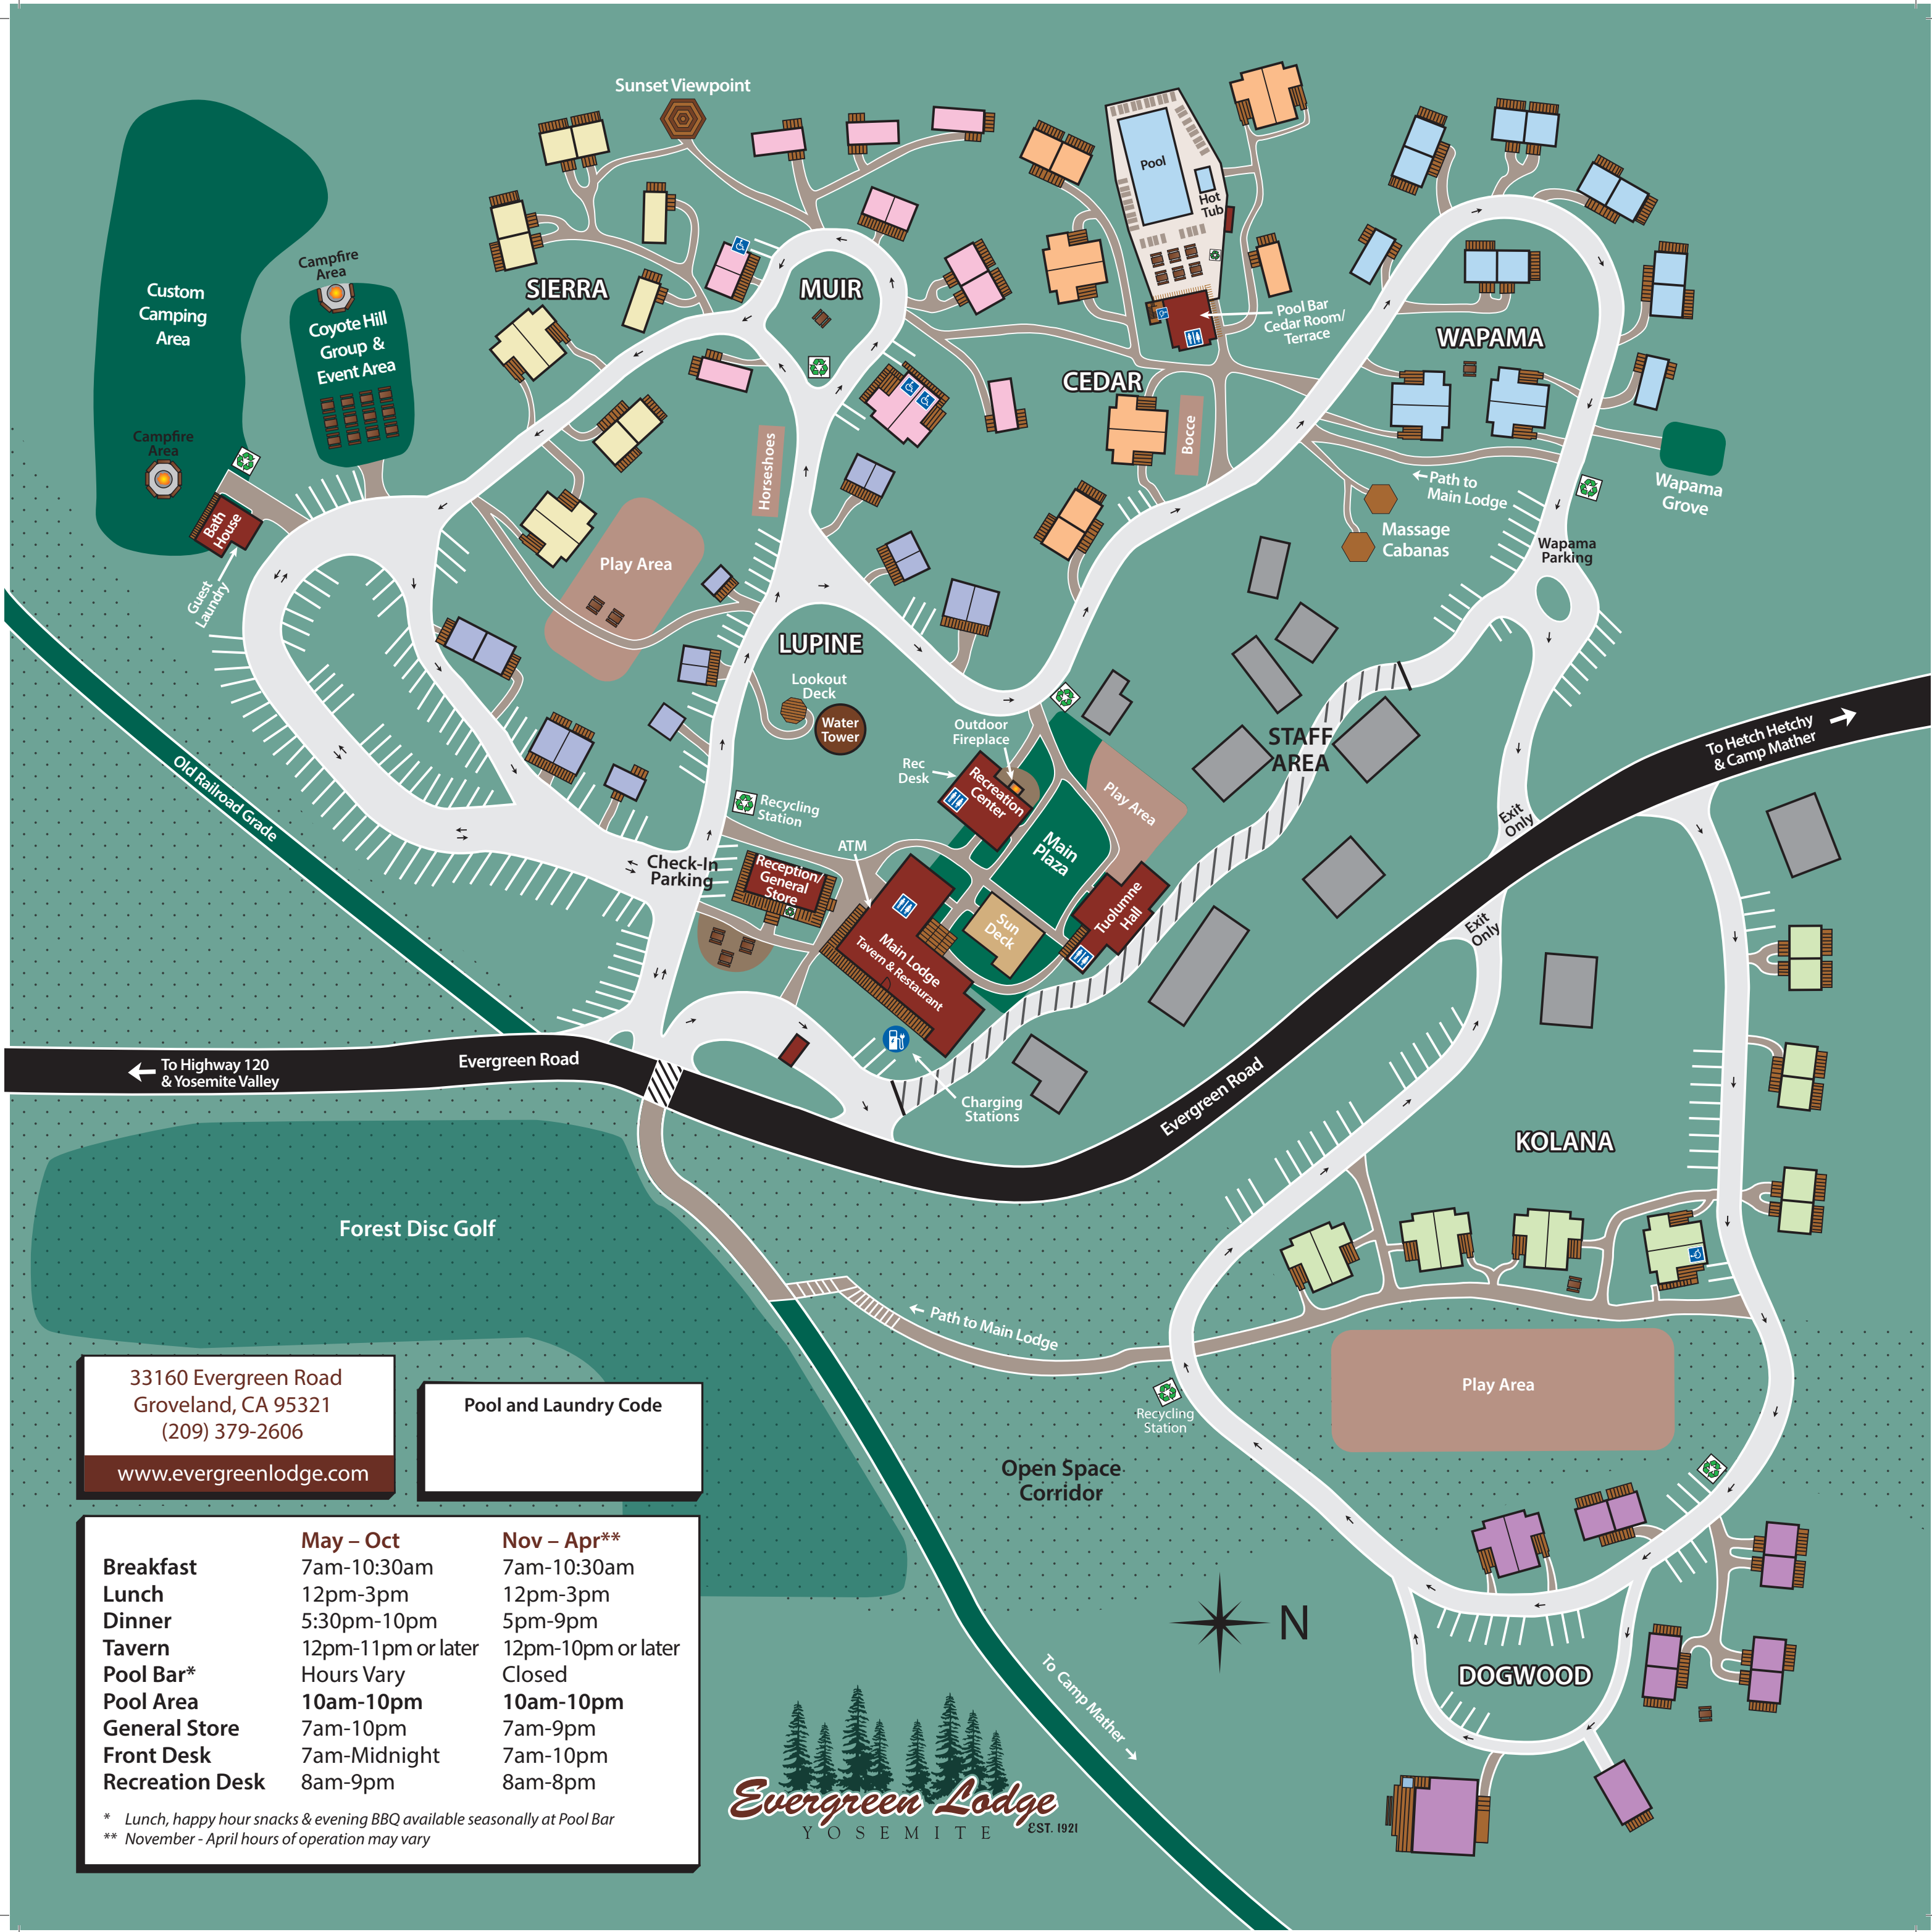 Sunset Viewpoint
Custom
Camping
Area
Campfire
Area
Coyote Hill
Group &
Event Area
Campfire
Area
Bath
House
Guest
Laundry
SIERRA
MUIR
Horseshoes
Play Area
Pool
Hot
Tub
Pool Bar
Cedar Room/
Terrace
CEDAR
Bocce
WAPAMA
Path to
Main Lodge
Massage
Cabanas
Wapama
Grove
Wapama
Parking
LUPINE
Lookout
Deck
Water
Tower
Outdoor
Fireplace
Rec
Desk
Recreation
Center
Play Area
Main
Plaza
STAFF
AREA
Recycling
Station
ATM
Check-In
Parking
Reception/
General
Store
Sun
Deck
Tuolumne
Hall
Main Lodge
Tavern & Restaurant
Charging
Stations
Old Railroad Grade
To Hetch Hetchy
& Camp Mather
Exit
Only
Exit
Only
To Highway 120
& Yosemite Valley
Evergreen Road
Evergreen Road
KOLANA
Forest Disc Golf
Path to Main Lodge
Play Area
Recycling
Station
Open Space
Corridor
N
DOGWOOD
To Camp Mather
33160 Evergreen Road
Groveland, CA 95321
(209) 379-2606
www.evergreenlodge.com
Pool and Laundry Code
May – Oct Nov – Apr**
Breakfast 7am-10:30am 7am-10:30am
Lunch 12pm-3pm 12pm-3pm
Dinner 5:30pm-10pm 5pm-9pm
Tavern 12pm-11pm or later 12pm-10pm or later
Pool Bar* Hours Vary Closed
Pool Area 10am-10pm 10am-10pm
General Store 7am-10pm 7am-9pm
Front Desk 7am-Midnight 7am-10pm
Recreation Desk 8am-9pm 8am-8pm
* Lunch, happy hour snacks & evening BBQ available seasonally at Pool Bar
** November - April hours of operation may vary
Evergreen Lodge
YOSEMITE EST. 1921